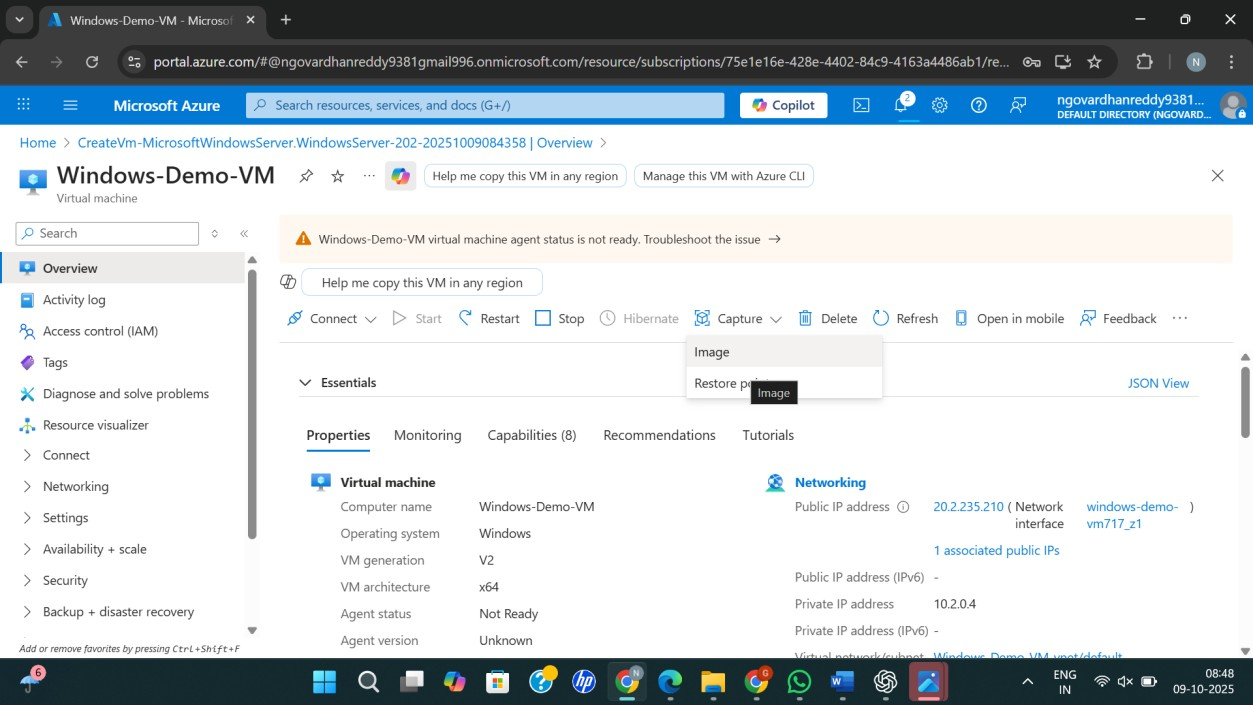 Windows-Demo-VM - Microsof
portal.azure.com/#@ngovardhanreddy9381gmail996.onmicrosoft.com/resource/subscriptions/75e1e16e-428e-4402-84c9-4163a4486ab1/re...
N
Microsoft Azure
Search resources, services, and docs (G+/)
Copilot
2
ngovardhanreddy9381...
DEFAULT DIRECTORY (NGOVARD...
Home > CreateVm-MicrosoftWindowsServer.WindowsServer-202-20251009084358 | Overview >
Windows-Demo-VM
Virtual machine
Help me copy this VM in any region
Manage this VM with Azure CLI
Search
Overview
Activity log
Access control (IAM)
Tags
Diagnose and solve problems
Resource visualizer
Connect
Networking
Settings
Availability + scale
Security
Backup + disaster recovery
Add or remove favorites by pressing Ctrl+Shift+F
Windows-Demo-VM virtual machine agent status is not ready. Troubleshoot the issue →
Help me copy this VM in any region
Connect Start Restart Stop Hibernate Capture Delete Refresh Open in mobile Feedback ...
Image
Restore
Image
Essentials
JSON View
Properties Monitoring Capabilities (8) Recommendations Tutorials
Virtual machine
Computer name Windows-Demo-VM
Operating system Windows
VM generation V2
VM architecture x64
Agent status Not Ready
Agent version Unknown
Networking
Public IP address 20.2.235.210 ( Network interface windows-demo-vm717_z1 )
1 associated public IPs
Public IP address (IPv6) -
Private IP address 10.2.0.4
Private IP address (IPv6) -
Virtual network/subnet Windows-Demo-VM-vnet/default
6
N
G
ENG
IN
08:48
09-10-2025